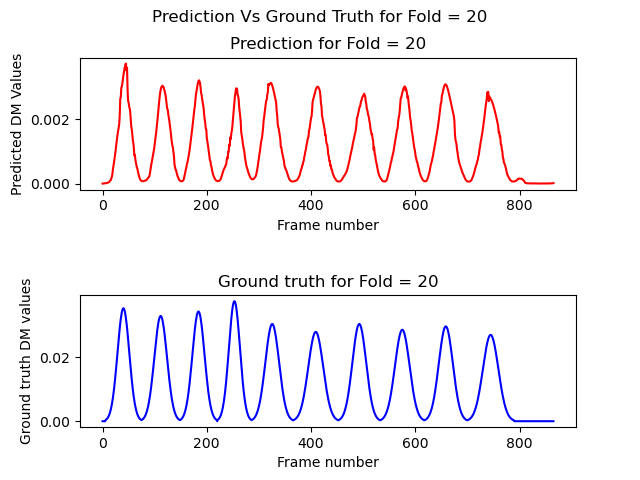 Prediction Vs Ground Truth for Fold = 20
Prediction for Fold = 20
Predicted DM Values
0.002
0.000
0 200 400 600 800
Frame number
Ground truth for Fold = 20
Ground truth DM values
0.02
0.00
0 200 400 600 800
Frame number